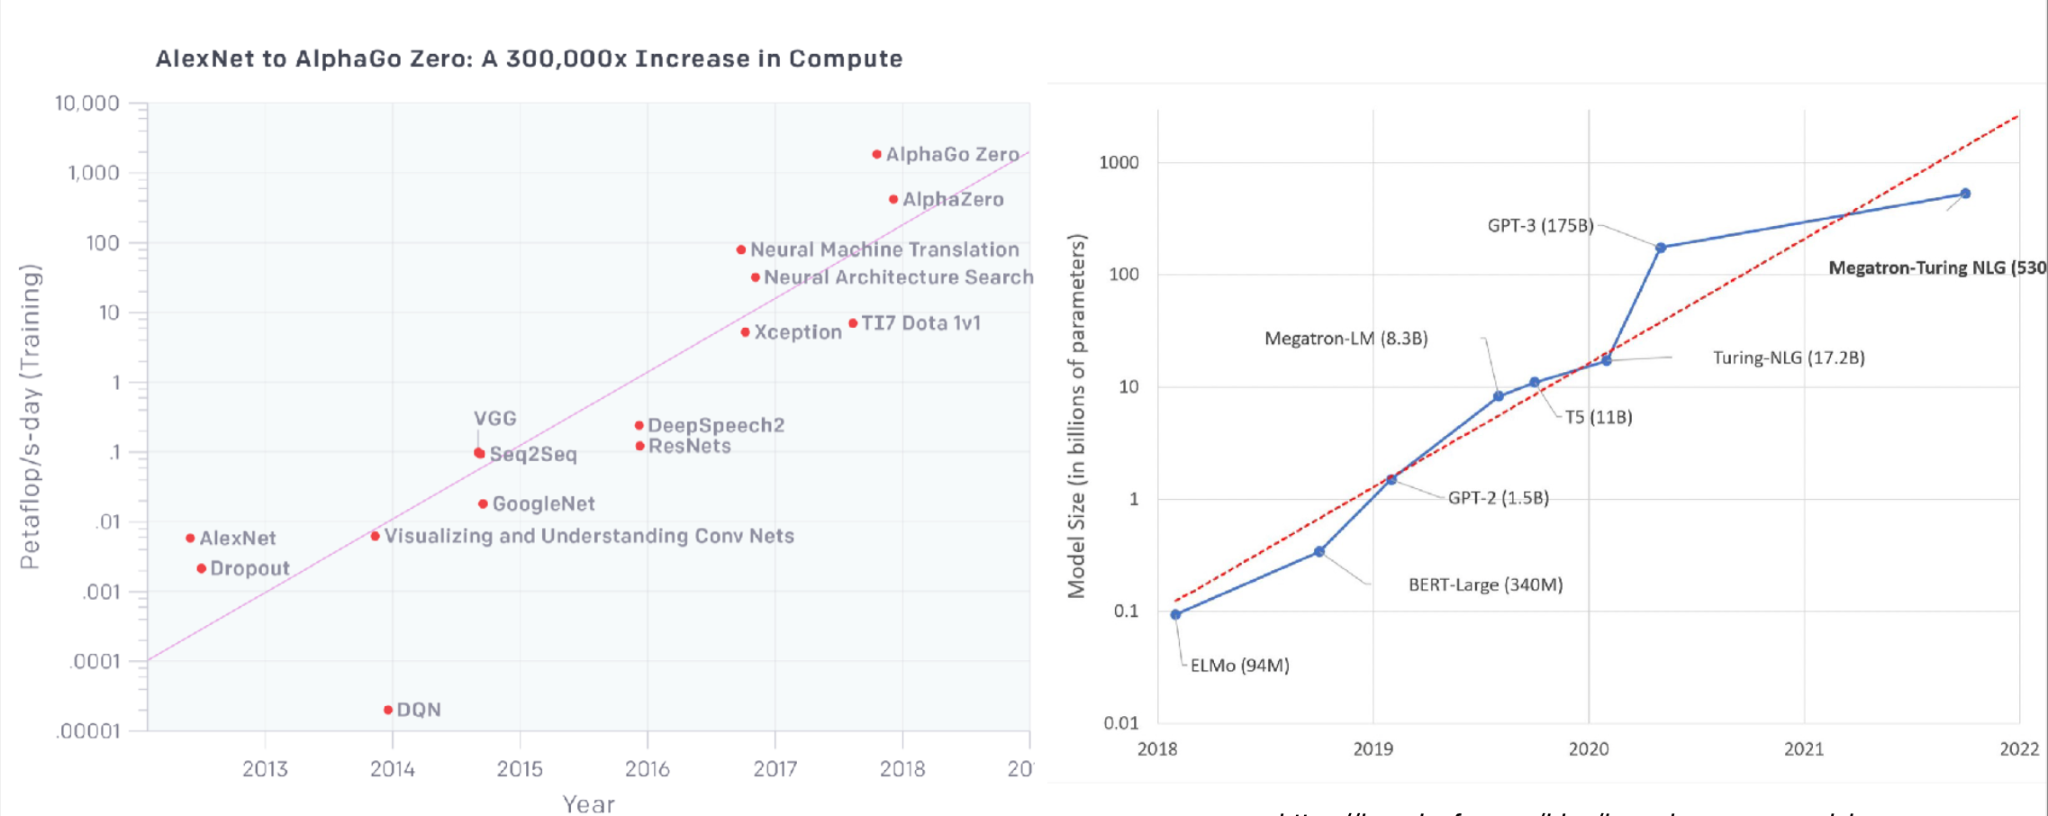 AlexNet to AlphaGo Zero: A 300,000x Increase in Compute
Petaflop/s-day (Training)
10,000
1,000
100
10
1
.1
.01
.001
.0001
.00001
AlphaGo Zero
AlphaZero
Neural Machine Translation
Neural Architecture Search
TI7 Dota 1v1
Xception
VGG
DeepSpeech2
ResNets
Seq2Seq
GoogleNet
Visualizing and Understanding Conv Nets
AlexNet
Dropout
DQN
2013 2014 2015 2016 2017 2018 20
Year
Model Size (in billions of parameters)
1000
100
10
1
0.1
0.01
GPT-3 (175B)
Megatron-Turing NLG (530
Megatron-LM (8.3B)
Turing-NLG (17.2B)
T5 (11B)
GPT-2 (1.5B)
BERT-Large (340M)
ELMo (94M)
2018 2019 2020 2021 2022